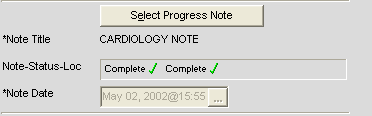 Select Progress Note
*Note Title CARDIOLOGY NOTE
Note-Status-Loc Complete Complete
*Note Date May 02, 2002@15:55 ...